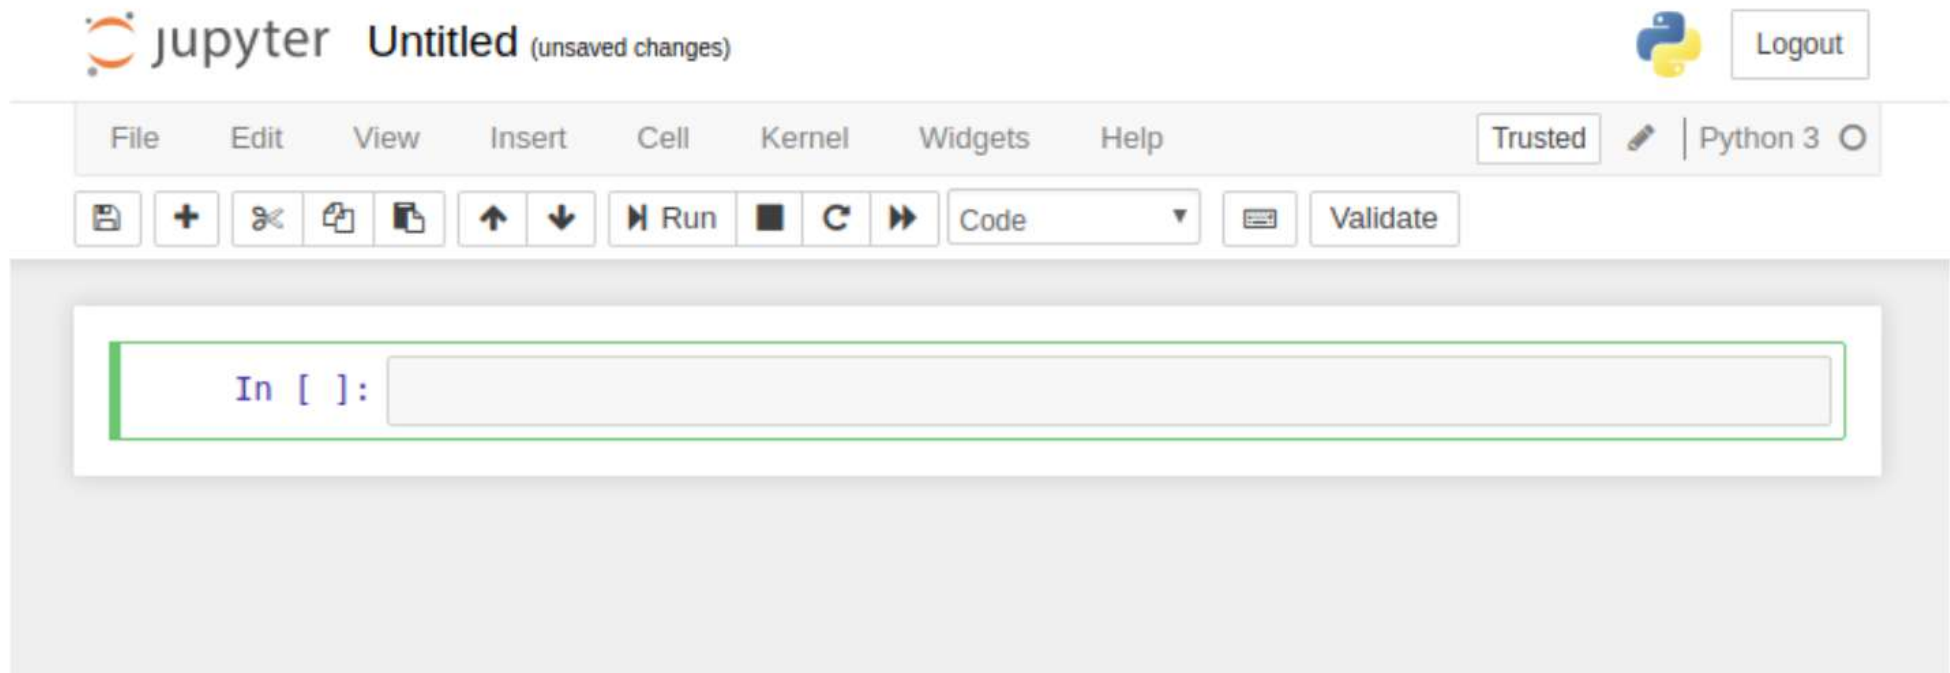 jupyter Untitled (unsaved changes) Logout
File Edit View Insert Cell Kernel Widgets Help Trusted Python 3
Run Code Validate
In [ ]: